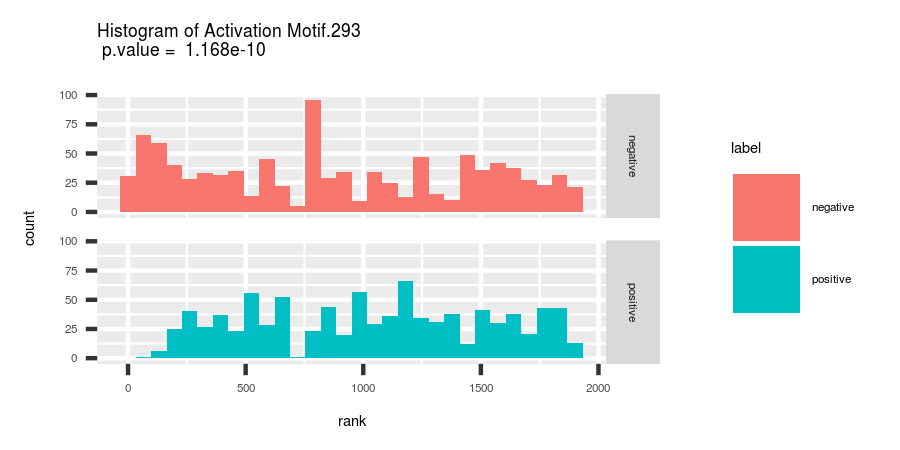 Histogram of Activation Motif.293
p.value = 1.168e-10
100
75
50
25
0
negative
100
75
50
25
0
positive
0
500
1000
1500
2000
count
rank
label
negative
positive